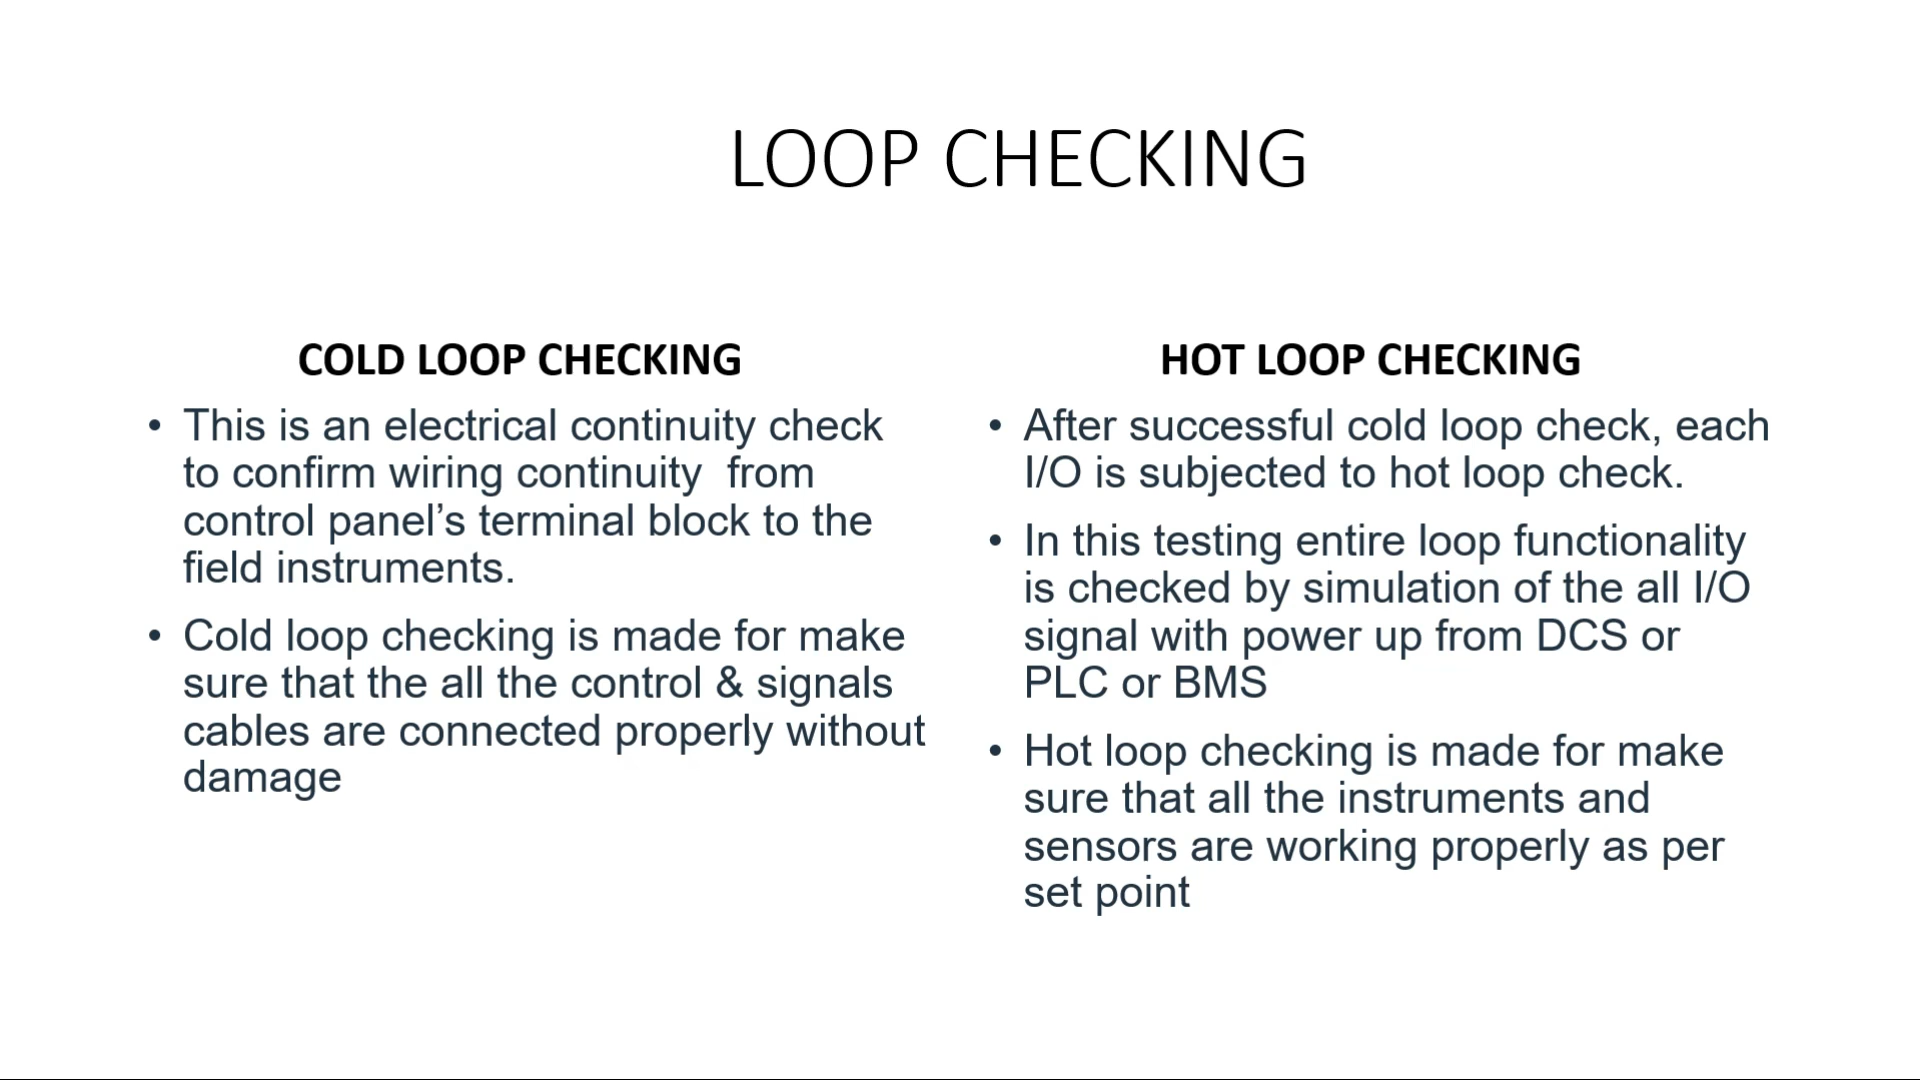 LOOP CHECKING
COLD LOOP CHECKING
• This is an electrical continuity check
to confirm wiring continuity  from
control panel’s terminal block to the
field instruments.
• Cold loop checking is made for make
sure that the all the control & signals
cables are connected properly without
damage
HOT LOOP CHECKING
• After successful cold loop check, each
I/O is subjected to hot loop check.
• In this testing entire loop functionality
is checked by simulation of the all I/O
signal with power up from DCS or
PLC or BMS
• Hot loop checking is made for make
sure that all the instruments and
sensors are working properly as per
set point